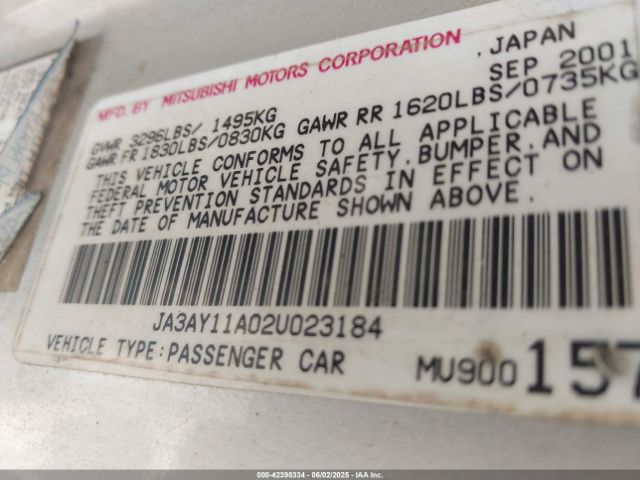 MFD. BY MITSUBISHI MOTORS CORPORATION , JAPAN
SEP 2001
GVWR 3296LBS/ 1495KG
GAWR FR 1830LBS/0830KG GAWR RR 1620LBS/0735KG
THIS VEHICLE CONFORMS TO ALL APPLICABLE
FEDERAL MOTOR VEHICLE SAFETY, BUMPER, AND
THEFT PREVENTION STANDARDS IN EFFECT ON
THE DATE OF MANUFACTURE SHOWN ABOVE.
JA3AY11A02U023184
VEHICLE TYPE:PASSENGER CAR
MU900157
000-42398334 - 06/02/2025 - IAA Inc.